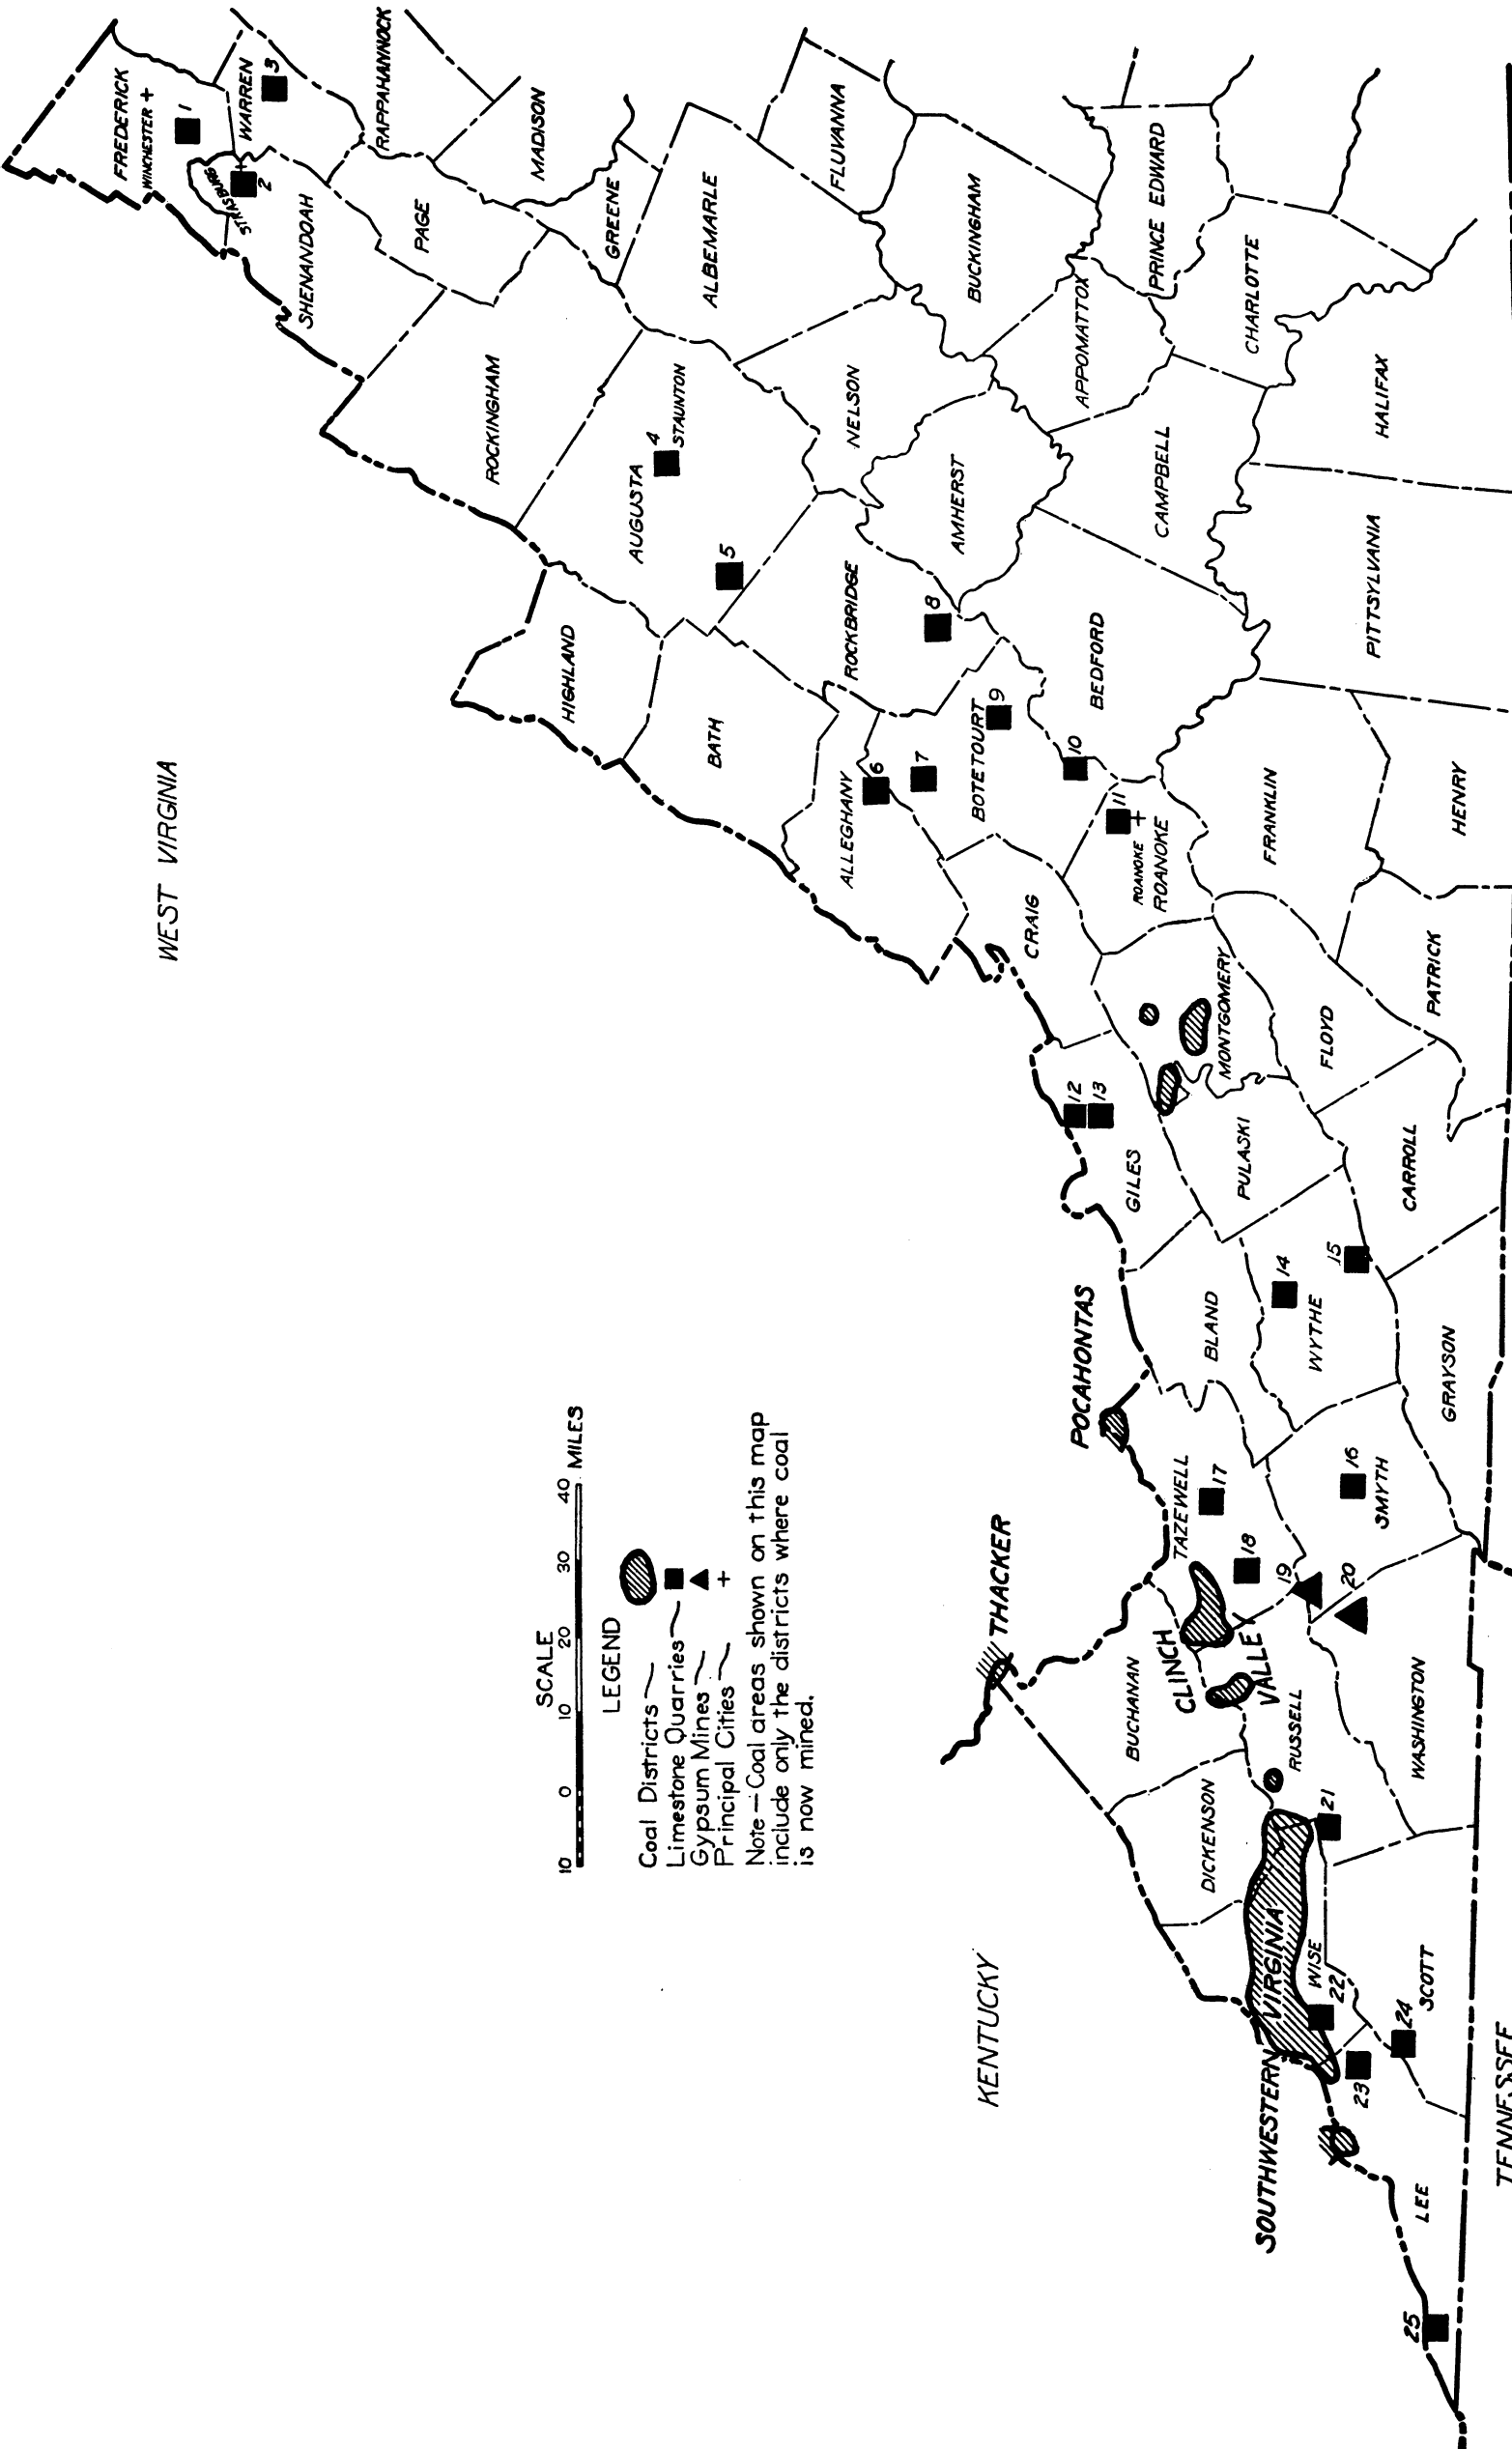 WEST VIRGINIA
FREDERICK
WINCHESTER +
1
STRASBURG
2
WARREN
3
SHENANDOAH
PAGE
RAPPAHANNOCK
MADISON
ROCKINGHAM
GREENE
AUGUSTA
4
STAUNTON
5
ALBEMARLE
FLUVANNA
HIGHLAND
BATH
ROCKBRIDGE
8
NELSON
AMHERST
BUCKINGHAM
APPOMATTOX
PRINCE EDWARD
CHARLOTTE
CAMPBELL
HALIFAX
PITTSYLVANIA
ALLEGHANY
6
7
BOTETOURT
9
10
BEDFORD
11
ROANOKE +
ROANOKE
CRAIG
FRANKLIN
HENRY
MONTGOMERY
FLOYD
PATRICK
12
13
GILES
PULASKI
CARROLL
BLAND
14
WYTHE
15
GRAYSON
POCAHONTAS
TAZEWELL
17
18
16
SMYTH
19
20
THACKER
BUCHANAN
CLINCH
VALLEY
RUSSELL
WASHINGTON
DICKENSON
21
SOUTHWESTERN VIRGINIA
WISE
22
23
24
SCOTT
LEE
25
KENTUCKY
TENNESSEE
SCALE
10 0 10 20 30 40 MILES
LEGEND
Coal Districts
Limestone Quarries
Gypsum Mines
Principal Cities +
Note—Coal areas shown on this map
include only the districts where coal
is now mined.